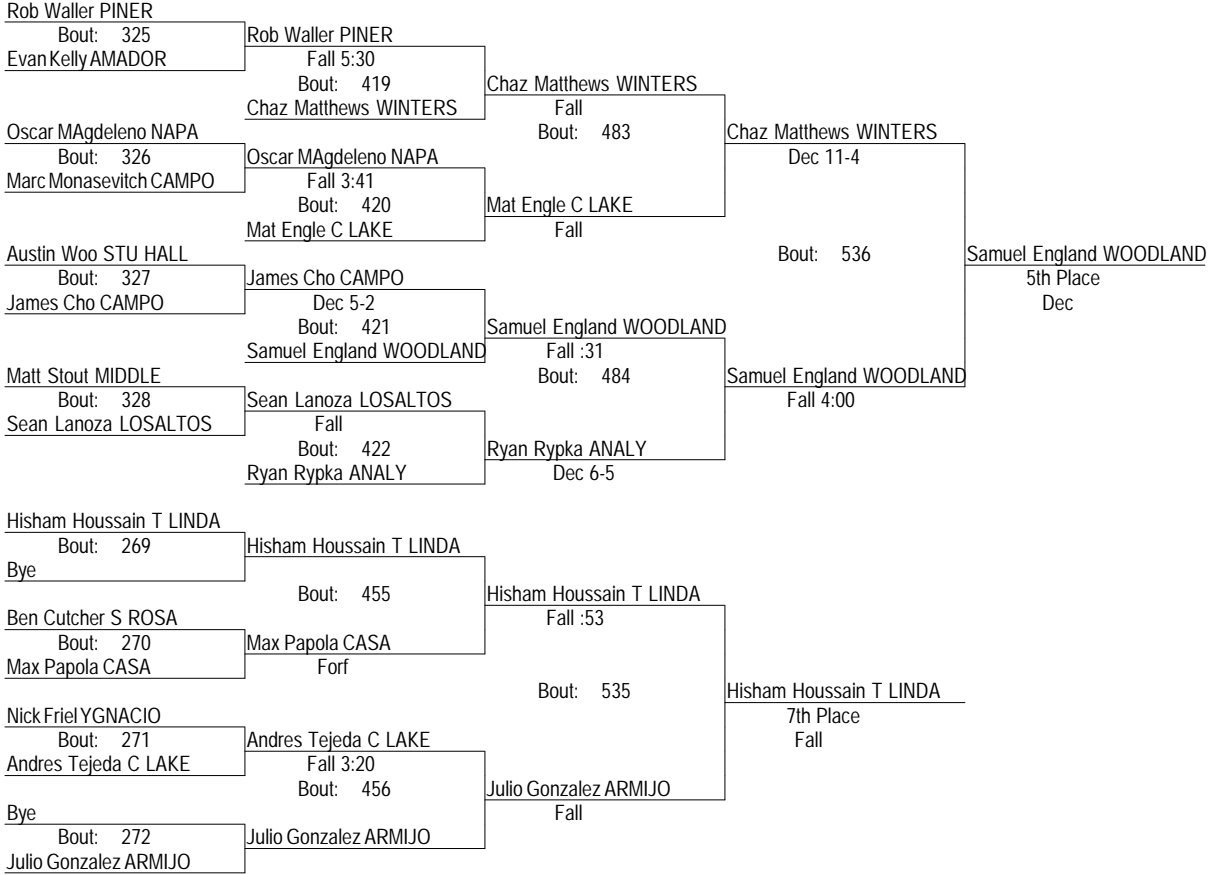 Rob Waller PINER
Bout: 325
Evan Kelly AMADOR
Rob Waller PINER
Fall 5:30
Bout: 419
Chaz Matthews WINTERS
Chaz Matthews WINTERS
Fall
Bout: 483
Oscar MAgdeleno NAPA
Bout: 326
Marc Monasevitch CAMPO
Oscar MAgdeleno NAPA
Fall 3:41
Bout: 420
Mat Engle C LAKE
Mat Engle C LAKE
Fall
Chaz Matthews WINTERS
Dec 11-4
Bout: 536
Austin Woo STU HALL
Bout: 327
James Cho CAMPO
James Cho CAMPO
Dec 5-2
Bout: 421
Samuel England WOODLAND
Samuel England WOODLAND
Fall :31
Bout: 484
Matt Stout MIDDLE
Bout: 328
Sean Lanoza LOSALTOS
Sean Lanoza LOSALTOS
Fall
Bout: 422
Ryan Rypka ANALY
Ryan Rypka ANALY
Dec 6-5
Samuel England WOODLAND
Fall 4:00
Samuel England WOODLAND
5th Place
Dec
Hisham Houssain T LINDA
Bout: 269
Bye
Hisham Houssain T LINDA
Bout: 455
Ben Cutcher S ROSA
Bout: 270
Max Papola CASA
Max Papola CASA
Forf
Hisham Houssain T LINDA
Fall :53
Bout: 535
Nick Friel YGNACIO
Bout: 271
Andres Tejeda C LAKE
Andres Tejeda C LAKE
Fall 3:20
Bout: 456
Bye
Bout: 272
Julio Gonzalez ARMIJO
Julio Gonzalez ARMIJO
Julio Gonzalez ARMIJO
Fall
Hisham Houssain T LINDA
7th Place
Fall